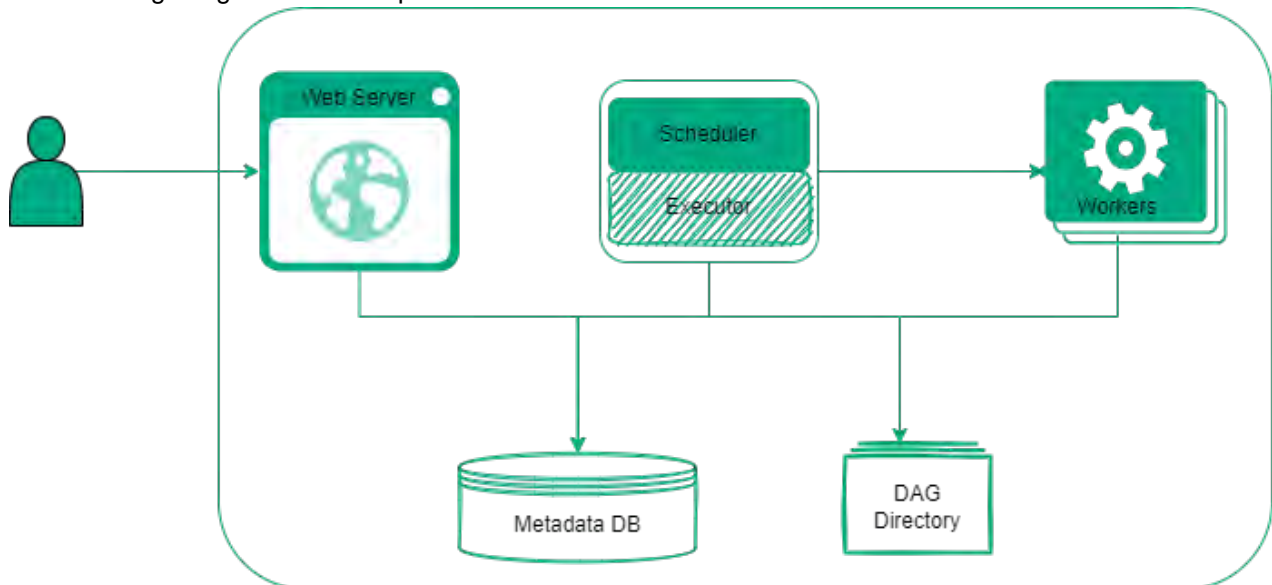 Web Server
Scheduler
Executor
Workers
Metadata DB
DAG
Directory